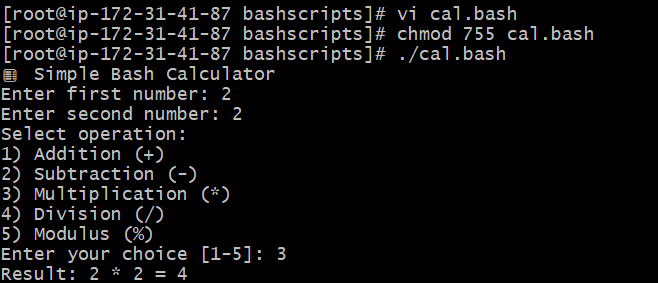 [root@ip-172-31-41-87 bashscripts]# vi cal.bash
[root@ip-172-31-41-87 bashscripts]# chmod 755 cal.bash
[root@ip-172-31-41-87 bashscripts]# ./cal.bash
🧮 Simple Bash Calculator
Enter first number: 2
Enter second number: 2
Select operation:
1) Addition (+)
2) Subtraction (-)
3) Multiplication (*)
4) Division (/)
5) Modulus (%)
Enter your choice [1-5]: 3
Result: 2 * 2 = 4